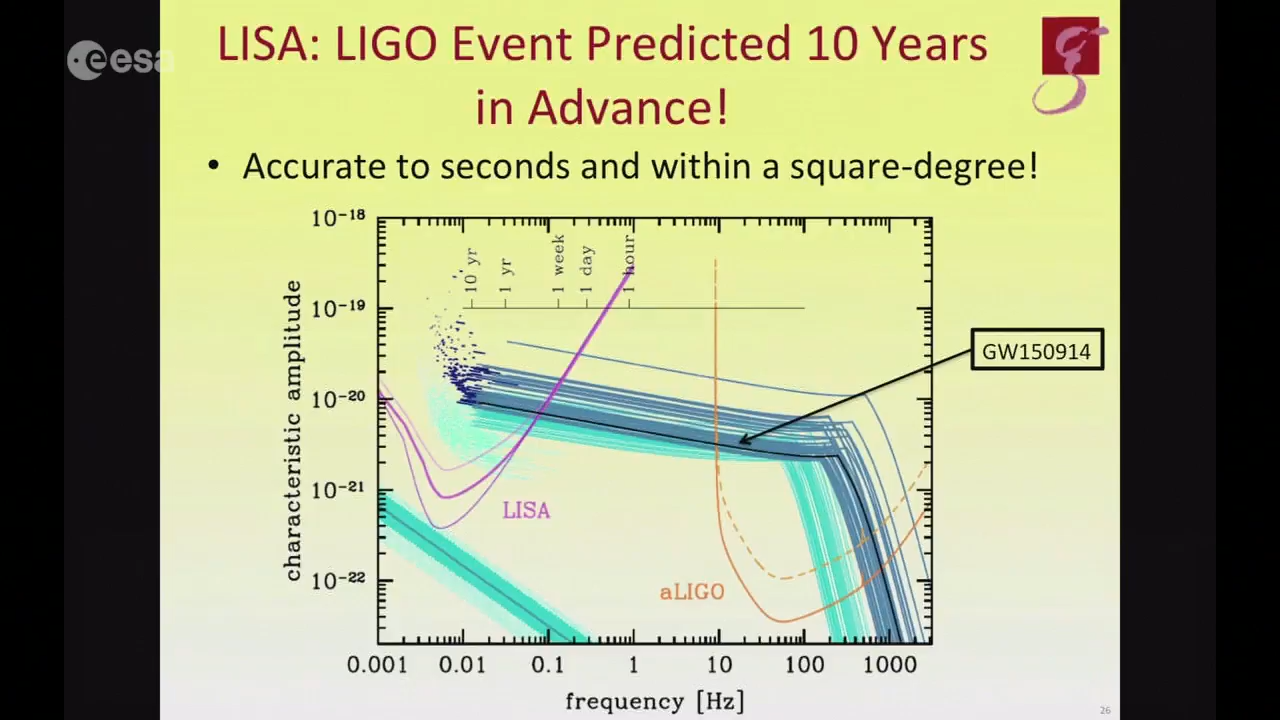 esa
LISA: LIGO Event Predicted 10 Years
in Advance!
• Accurate to seconds and within a square-degree!
10⁻¹⁸
10⁻¹⁹
10⁻²⁰
10⁻²¹
10⁻²²
characteristic amplitude
10 yr
1 yr
1 week
1 day
1 hour
GW150914
LISA
aLIGO
0.001 0.01 0.1 1 10 100 1000
frequency [Hz]
26